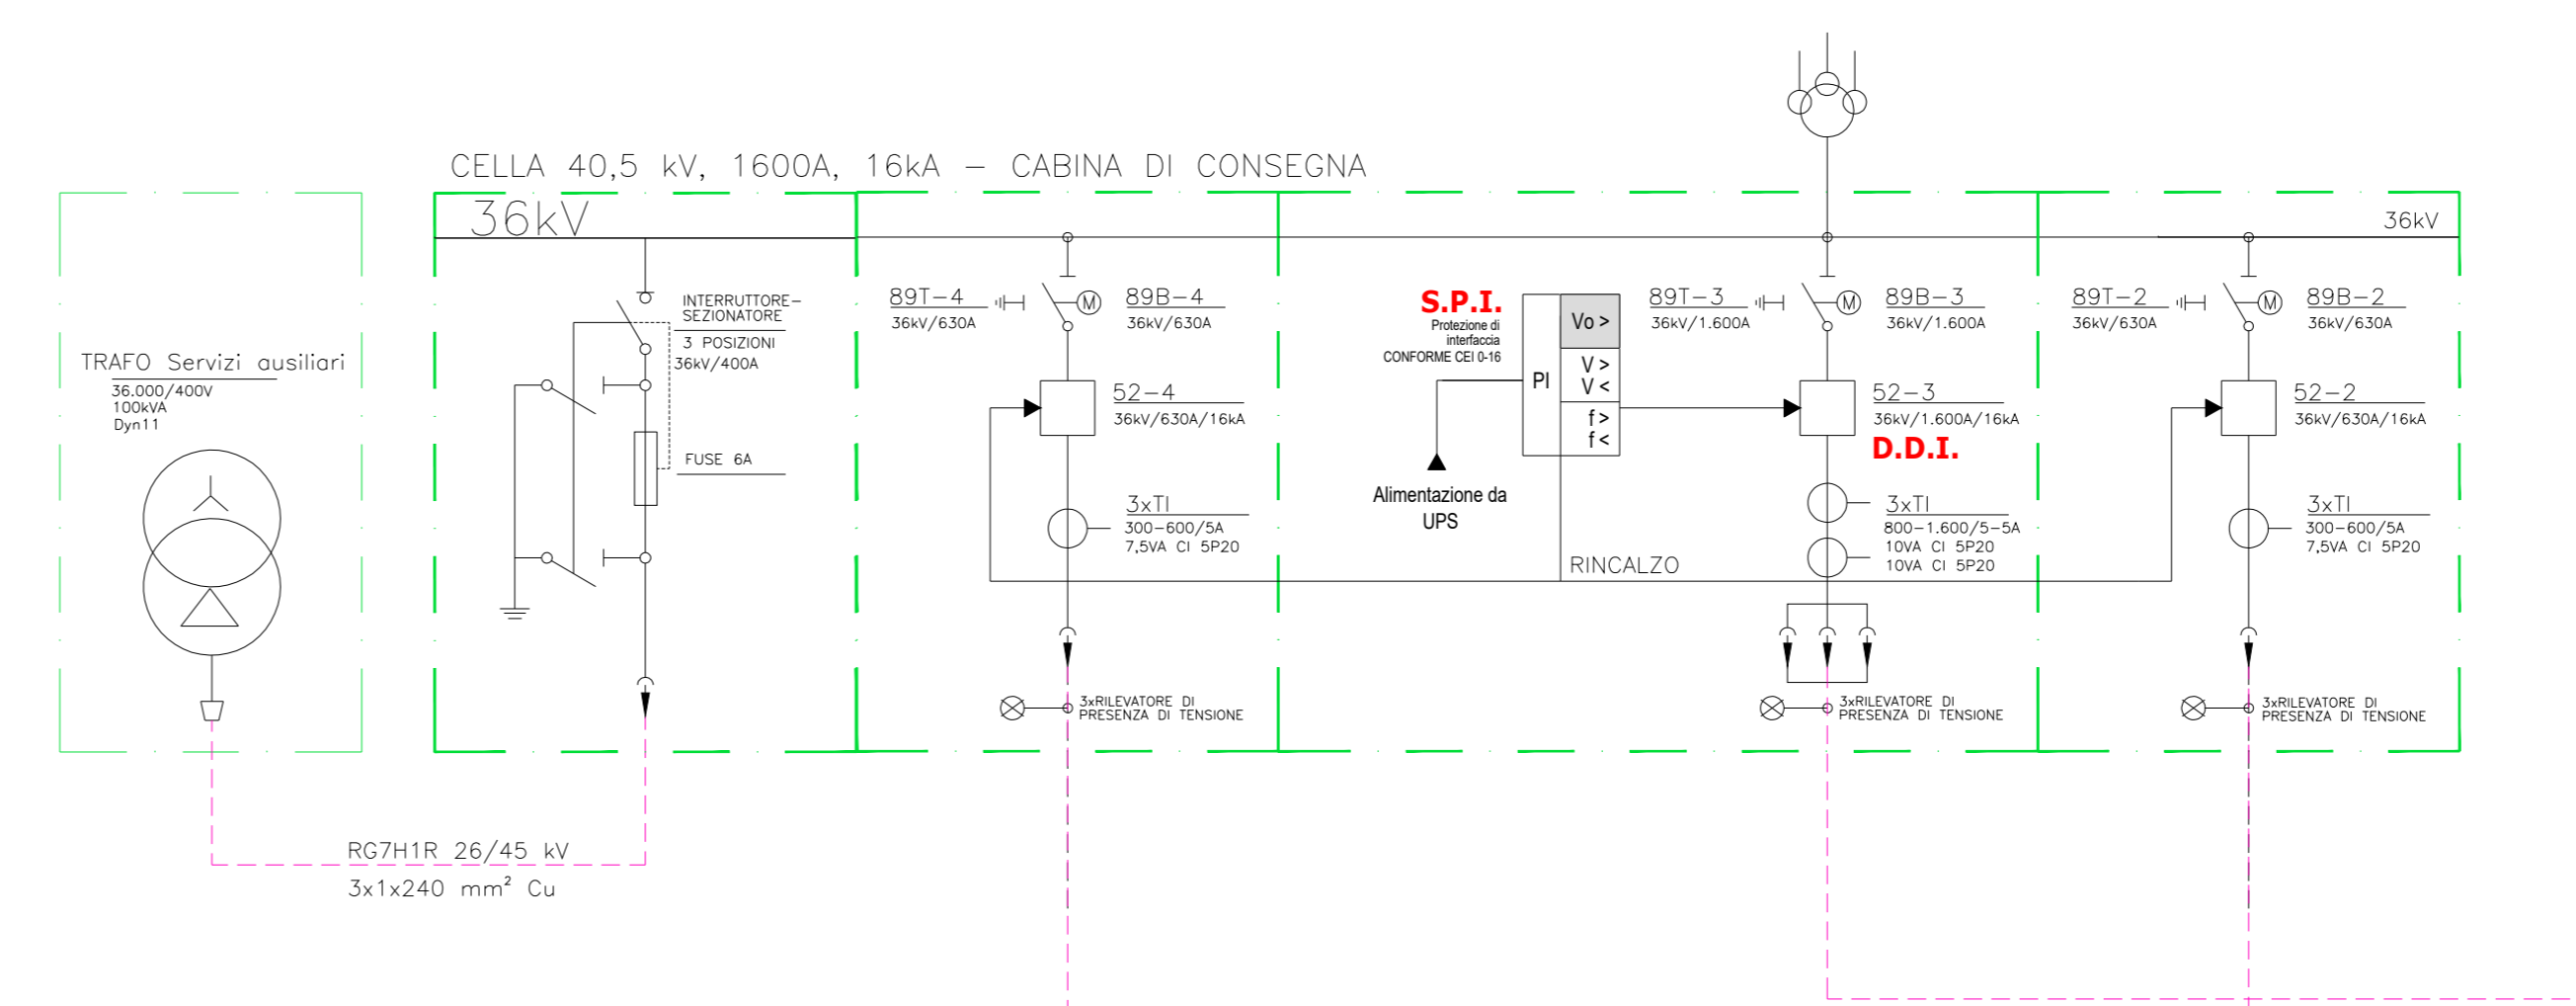 CELLA 40,5 kV, 1600A, 16kA – CABINA DI CONSEGNA
TRAFO Servizi ausiliari
36.000/400V
100kVA
Dyn11
36kV
INTERRUTTORE–
SEZIONATORE
3 POSIZIONI
36kV/400A
FUSE 6A
RG7H1R 26/45 kV
3x1x240 mm² Cu
89T–4
36kV/630A
M
89B–4
36kV/630A
52–4
36kV/630A/16kA
3xTI
300–600/5A
7,5VA Cl 5P20
3xRILEVATORE DI
PRESENZA DI TENSIONE
S.P.I.
Protezione di
interfaccia
CONFORME CEI 0-16
PI
Vo >
V >
V <
f >
f <
Alimentazione da
UPS
RINCALZO
89T–3
36kV/1.600A
M
89B–3
36kV/1.600A
52–3
36kV/1.600A/16kA
D.D.I.
3xTI
800–1.600/5–5A
10VA Cl 5P20
10VA Cl 5P20
3xRILEVATORE DI
PRESENZA DI TENSIONE
36kV
89T–2
36kV/630A
M
89B–2
36kV/630A
52–2
36kV/630A/16kA
3xTI
300–600/5A
7,5VA Cl 5P20
3xRILEVATORE DI
PRESENZA DI TENSIONE